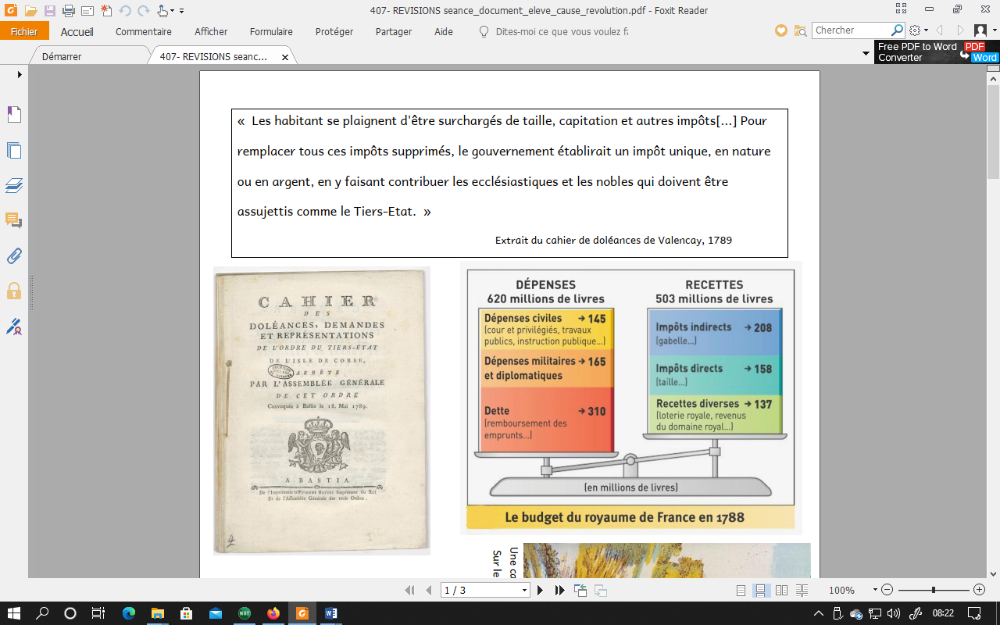 407- REVISIONS seance_document_eleve_cause_revolution.pdf - Foxit Reader
Fichier Accueil Commentaire Afficher Formulaire Protéger Partager Aide Dites-moi ce que vous voulez fa Chercher
Démarrer 407- REVISIONS seanc... Free PDF to Word Converter PDF Word
« Les habitant se plaignent d'être surchargés de taille, capitation et autres impôts[...] Pour
remplacer tous ces impôts supprimés, le gouvernement établirait un impôt unique, en nature
ou en argent, en y faisant contribuer les ecclésiastiques et les nobles qui doivent être
assujettis comme le Tiers-Etat. »
Extrait du cahier de doléances de Valencay, 1789
CAHIER
DES
DOLÉANCES, DEMANDES
ET REPRÉSENTATIONS
DE L'ORDRE DU TIERS-ÉTAT
DE L'ISLE DE CORSE,
ARRÊTÉ
PAR L'ASSEMBLÉE GÉNÉRALE
DE CET ORDRE
Convoquée à Bastia le 18. Mai 1789.
A BASTIA.
De l'Imprimerie d'ETIENNE BATINI Imprimeur du Roi
Et de l'Assemblée Générale des trois Ordres.
DÉPENSES
620 millions de livres
Dépenses civiles → 145
(cour et privilégiés, travaux
publics, instruction publique...)
Dépenses militaires → 165
et diplomatiques
Dette → 310
(remboursement des
emprunts...)
RECETTES
503 millions de livres
Impôts indirects → 208
(gabelle...)
Impôts directs → 158
(taille...)
Recettes diverses → 137
(loterie royale, revenus
du domaine royal...)
(en millions de livres)
Le budget du royaume de France en 1788
Une ca
Sur le
1 / 3
100%
NOT
08:22